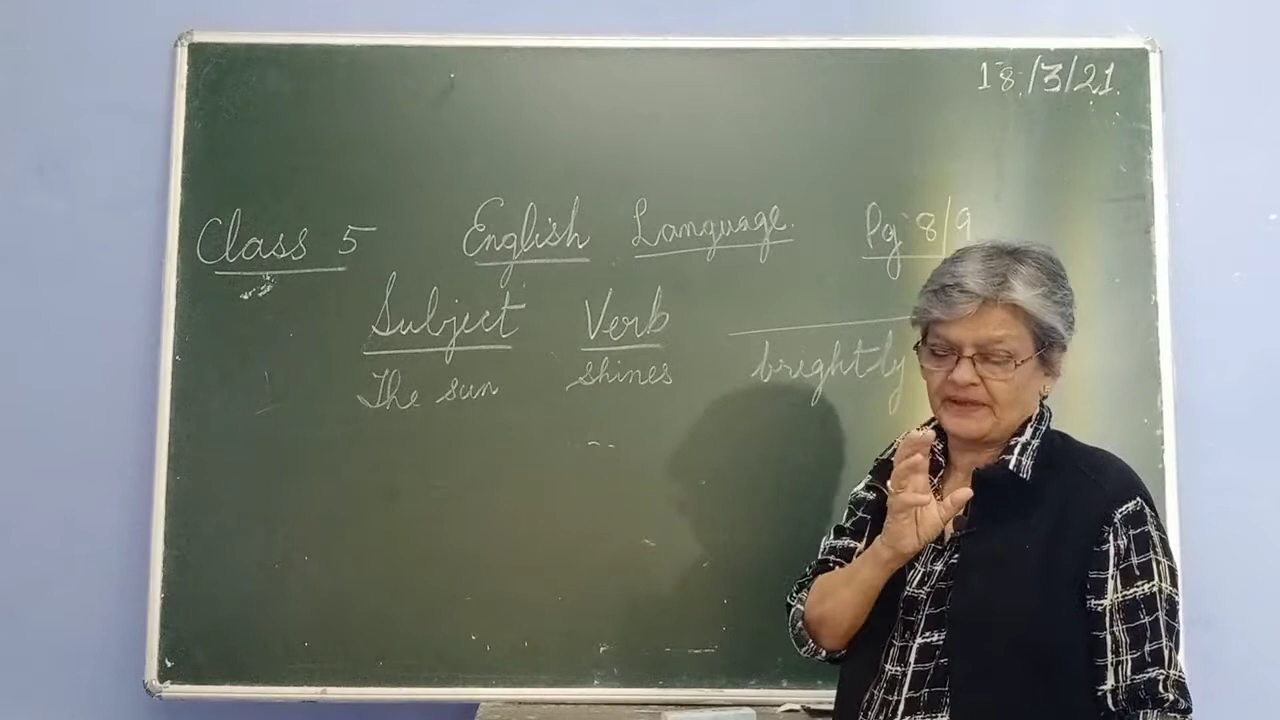 18/3/21
Class 5 English Language Pg 8/9
Subject Verb
The sun shines brightly